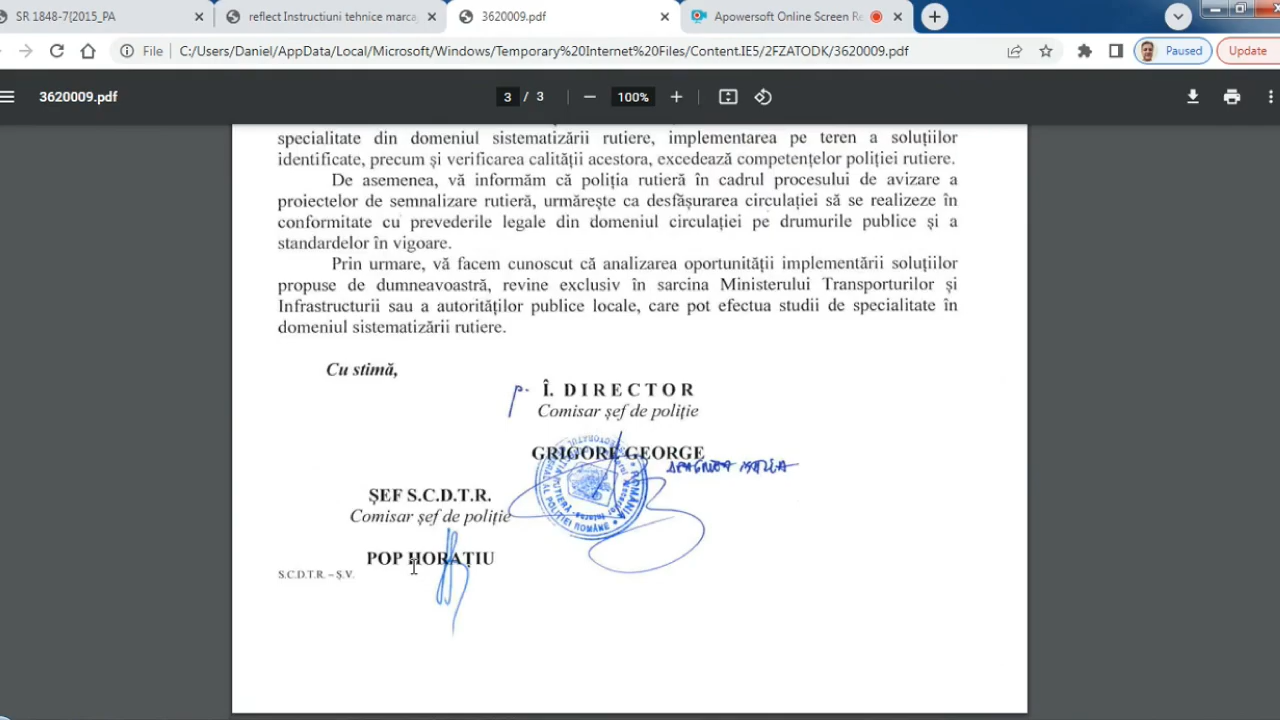 SR 1848-7[2015_PA
reflect Instructiuni tehnice marca
3620009.pdf
Apowersoft Online Screen Re
File
C:/Users/Daniel/AppData/Local/Microsoft/Windows/Temporary%20Internet%20Files/Content.IE5/2FZATODK/3620009.pdf
Paused
Update
3620009.pdf
3 / 3
100%
specialitate din domeniul sistematizării rutiere, implementarea pe teren a soluțiilor
identificate, precum și verificarea calității acestora, excedează competențelor poliției rutiere.
De asemenea, vă informăm că poliția rutieră în cadrul procesului de avizare a
proiectelor de semnalizare rutieră, urmărește ca desfășurarea circulației să se realizeze în
conformitate cu prevederile legale din domeniul circulației pe drumurile publice și a
standardelor în vigoare.
Prin urmare, vă facem cunoscut că analizarea oportunității implementării soluțiilor
propuse de dumneavoastră, revine exclusiv în sarcina Ministerului Transporturilor și
Infrastructurii sau a autorităților publice locale, care pot efectua studii de specialitate în
domeniul sistematizării rutiere.
Cu stimă,
p. Î. DIRECTOR
Comisar șef de poliție
GRIGORE GEORGE
ROMÂNIA
POLIȚIEI ROMÂNE
ȘEF S.C.D.T.R.
Comisar șef de poliție
POP HORAȚIU
S.C.D.T.R. – Ș.V.